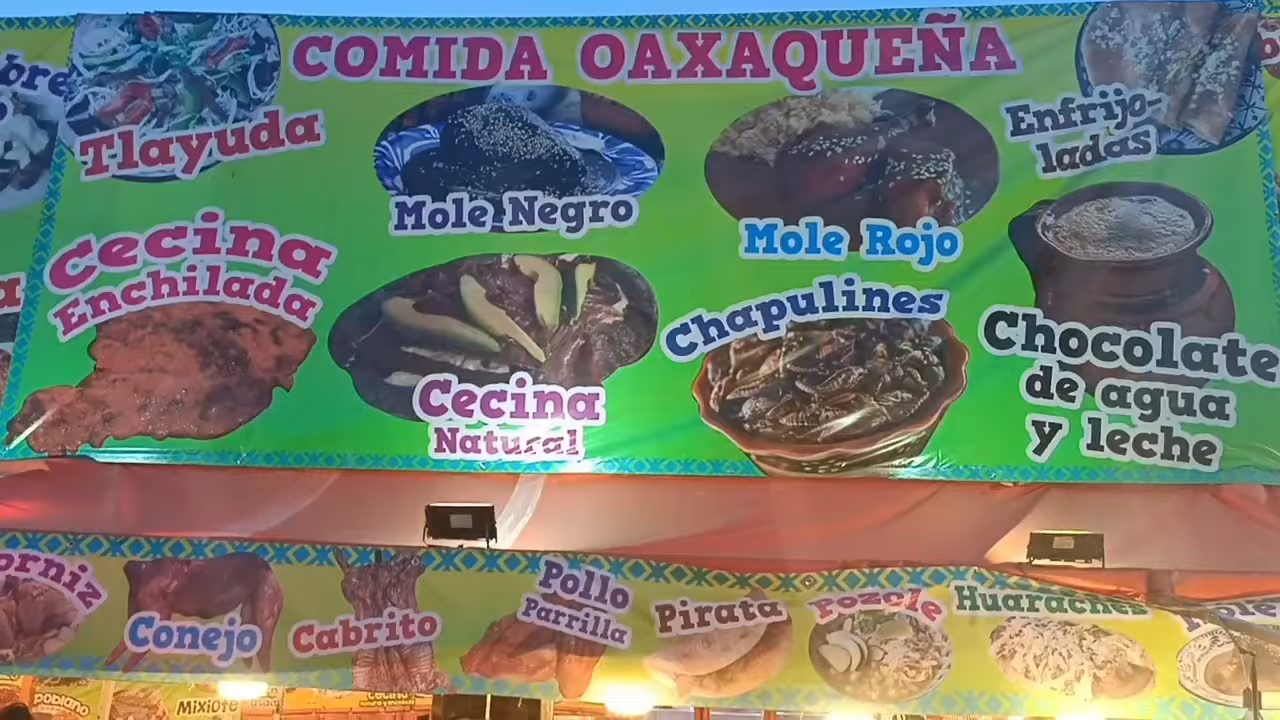 COMIDA OAXAQUEÑA
Tlayuda
Mole Negro
Mole Rojo
Enfrijo-
ladas
Cecina
Enchilada
Cecina
Natural
Chapulines
Chocolate
de agua
y leche
Conejo
Cabrito
Pollo
Parrilla
Pirata
Pozole
Huaraches
POBLANO
Mixiote